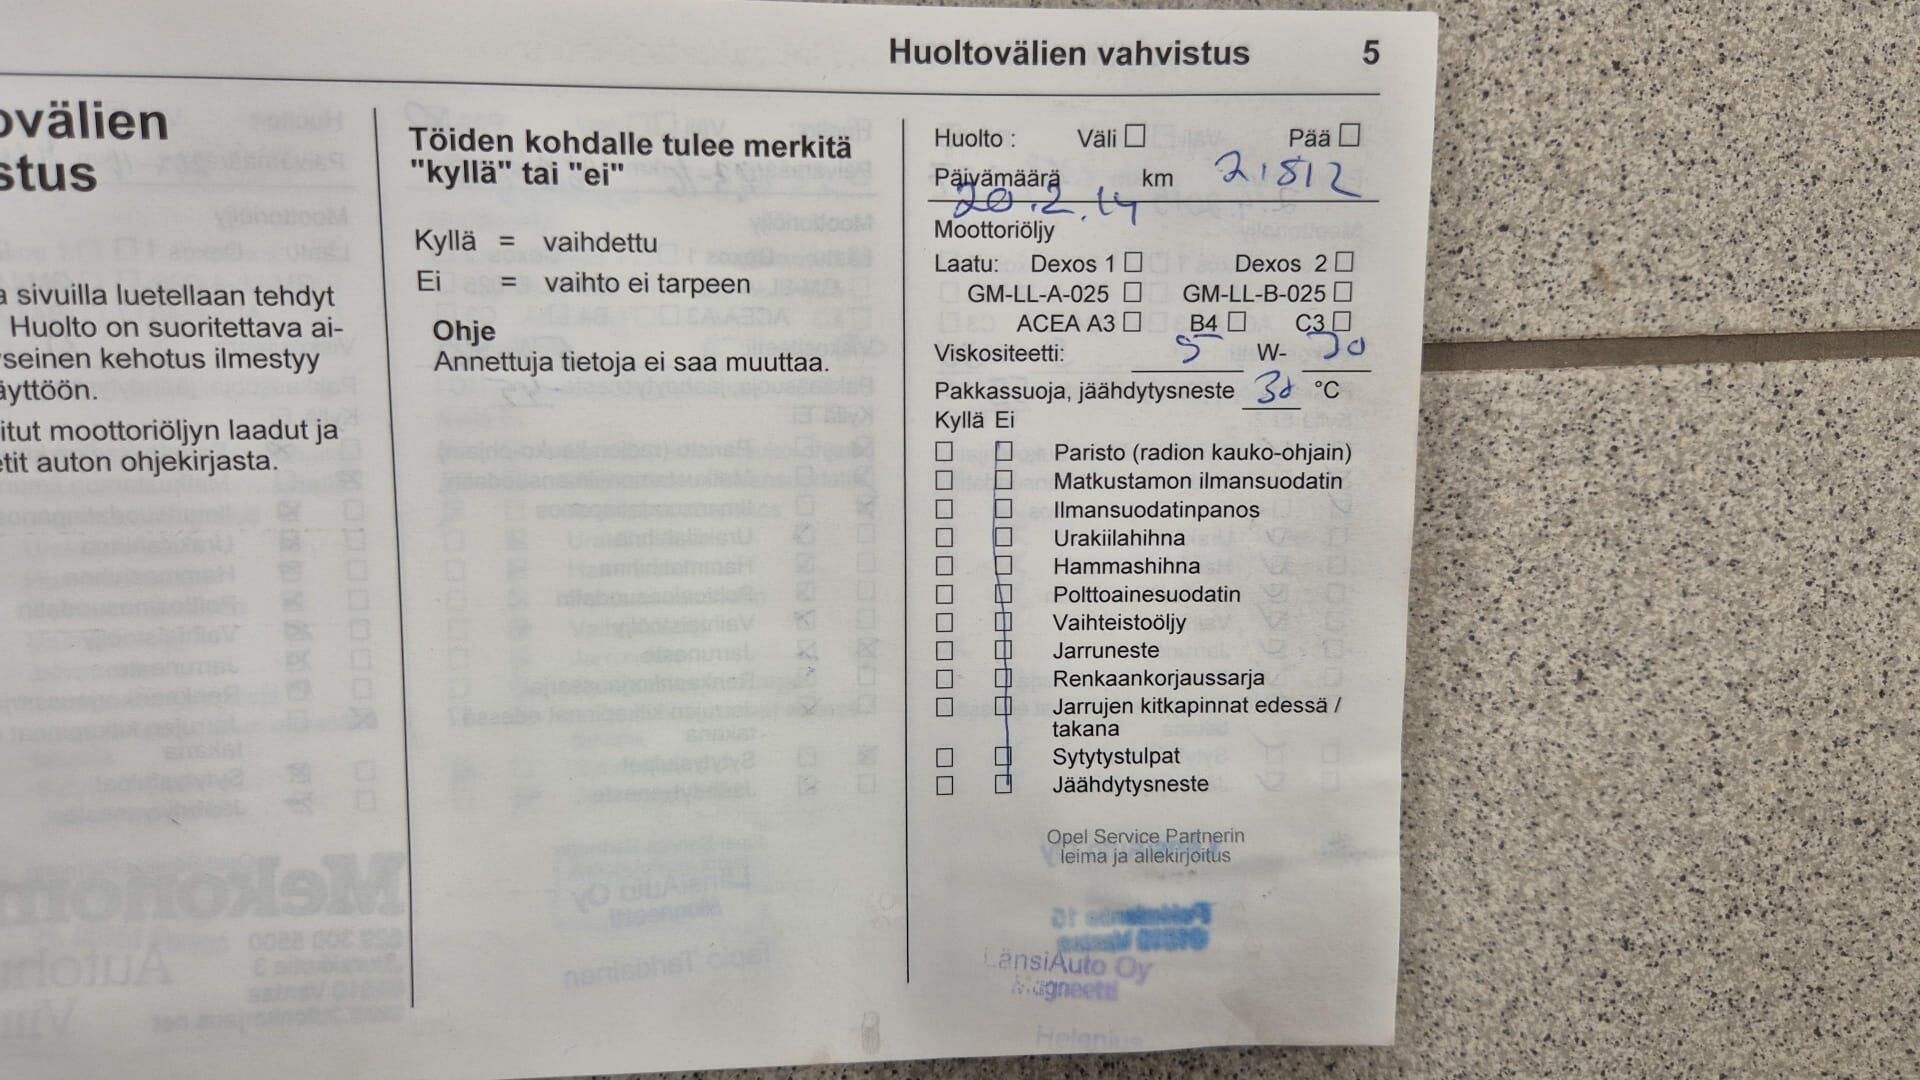 Huoltovälien vahvistus 5
ovälien
stus
a sivuilla luetellaan tehdyt
Huolto on suoritettava ai-
seinen kehotus ilmestyy
äyttöön.
itut moottoriöljyn laadut ja
etit auton ohjekirjasta.
Töiden kohdalle tulee merkitä
"kyllä" tai "ei"
Kyllä = vaihdettu
Ei = vaihto ei tarpeen
Ohje
Annettuja tietoja ei saa muuttaa.
Huolto : Väli ☐ Pää ☐
Päivämäärä km 21812
20.2.14
Moottoriöljy
Laatu: Dexos 1 ☐ Dexos 2 ☐
GM-LL-A-025 ☐ GM-LL-B-025 ☐
ACEA A3 ☐ B4 ☐ C3 ☐
Viskositeetti: 5 W- 30
Pakkassuoja, jäähdytysneste 38 °C
Kyllä Ei
☐ ☐ Paristo (radion kauko-ohjain)
☐ ☐ Matkustamon ilmansuodatin
☐ ☐ Ilmansuodatinpanos
☐ ☐ Urakiilahihna
☐ ☐ Hammashihna
☐ ☐ Polttoainesuodatin
☐ ☐ Vaihteistoöljy
☐ ☐ Jarruneste
☐ ☐ Renkaankorjaussarja
☐ ☐ Jarrujen kitkapinnat edessä /
takana
☐ ☐ Sytytystulpat
☐ ☐ Jäähdytysneste
Opel Service Partnerin
leima ja allekirjoitus
LänsiAuto Oy
Magneetti
Helenius